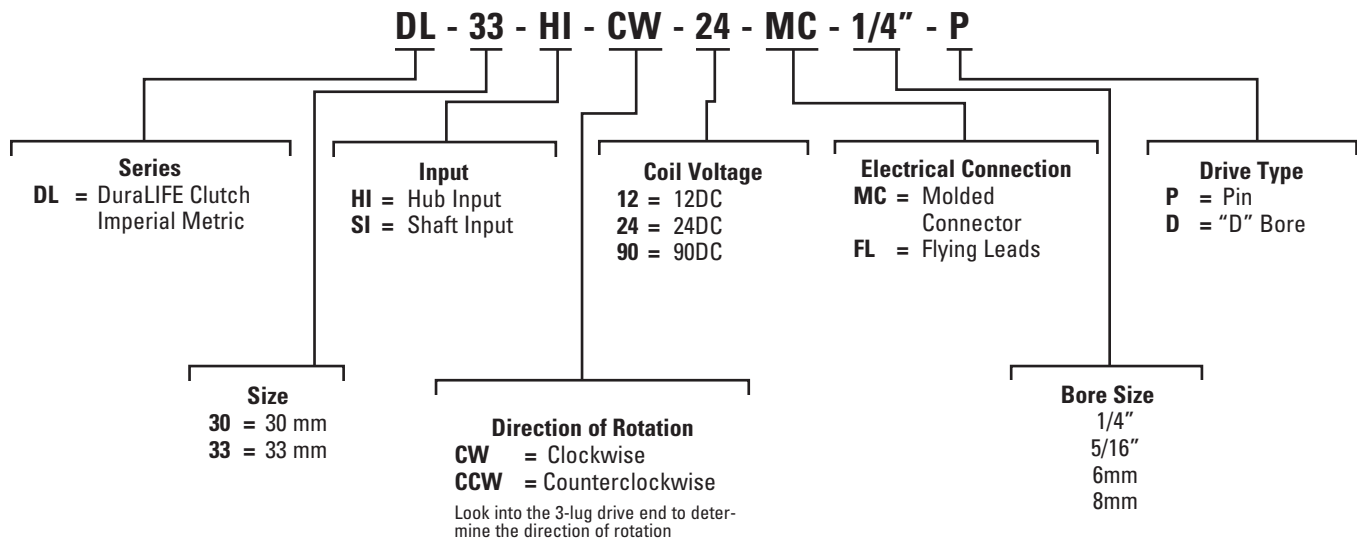 DL - 33 - HI - CW - 24 - MC - 1/4” - P
Series
DL = DuraLIFE Clutch
Imperial Metric
Input
HI = Hub Input
SI = Shaft Input
Coil Voltage
12 = 12DC
24 = 24DC
90 = 90DC
Electrical Connection
MC = Molded
Connector
FL = Flying Leads
Drive Type
P = Pin
D = “D” Bore
Size
30 = 30 mm
33 = 33 mm
Direction of Rotation
CW = Clockwise
CCW = Counterclockwise
Look into the 3-lug drive end to deter-
mine the direction of rotation
Bore Size
1/4”
5/16”
6mm
8mm